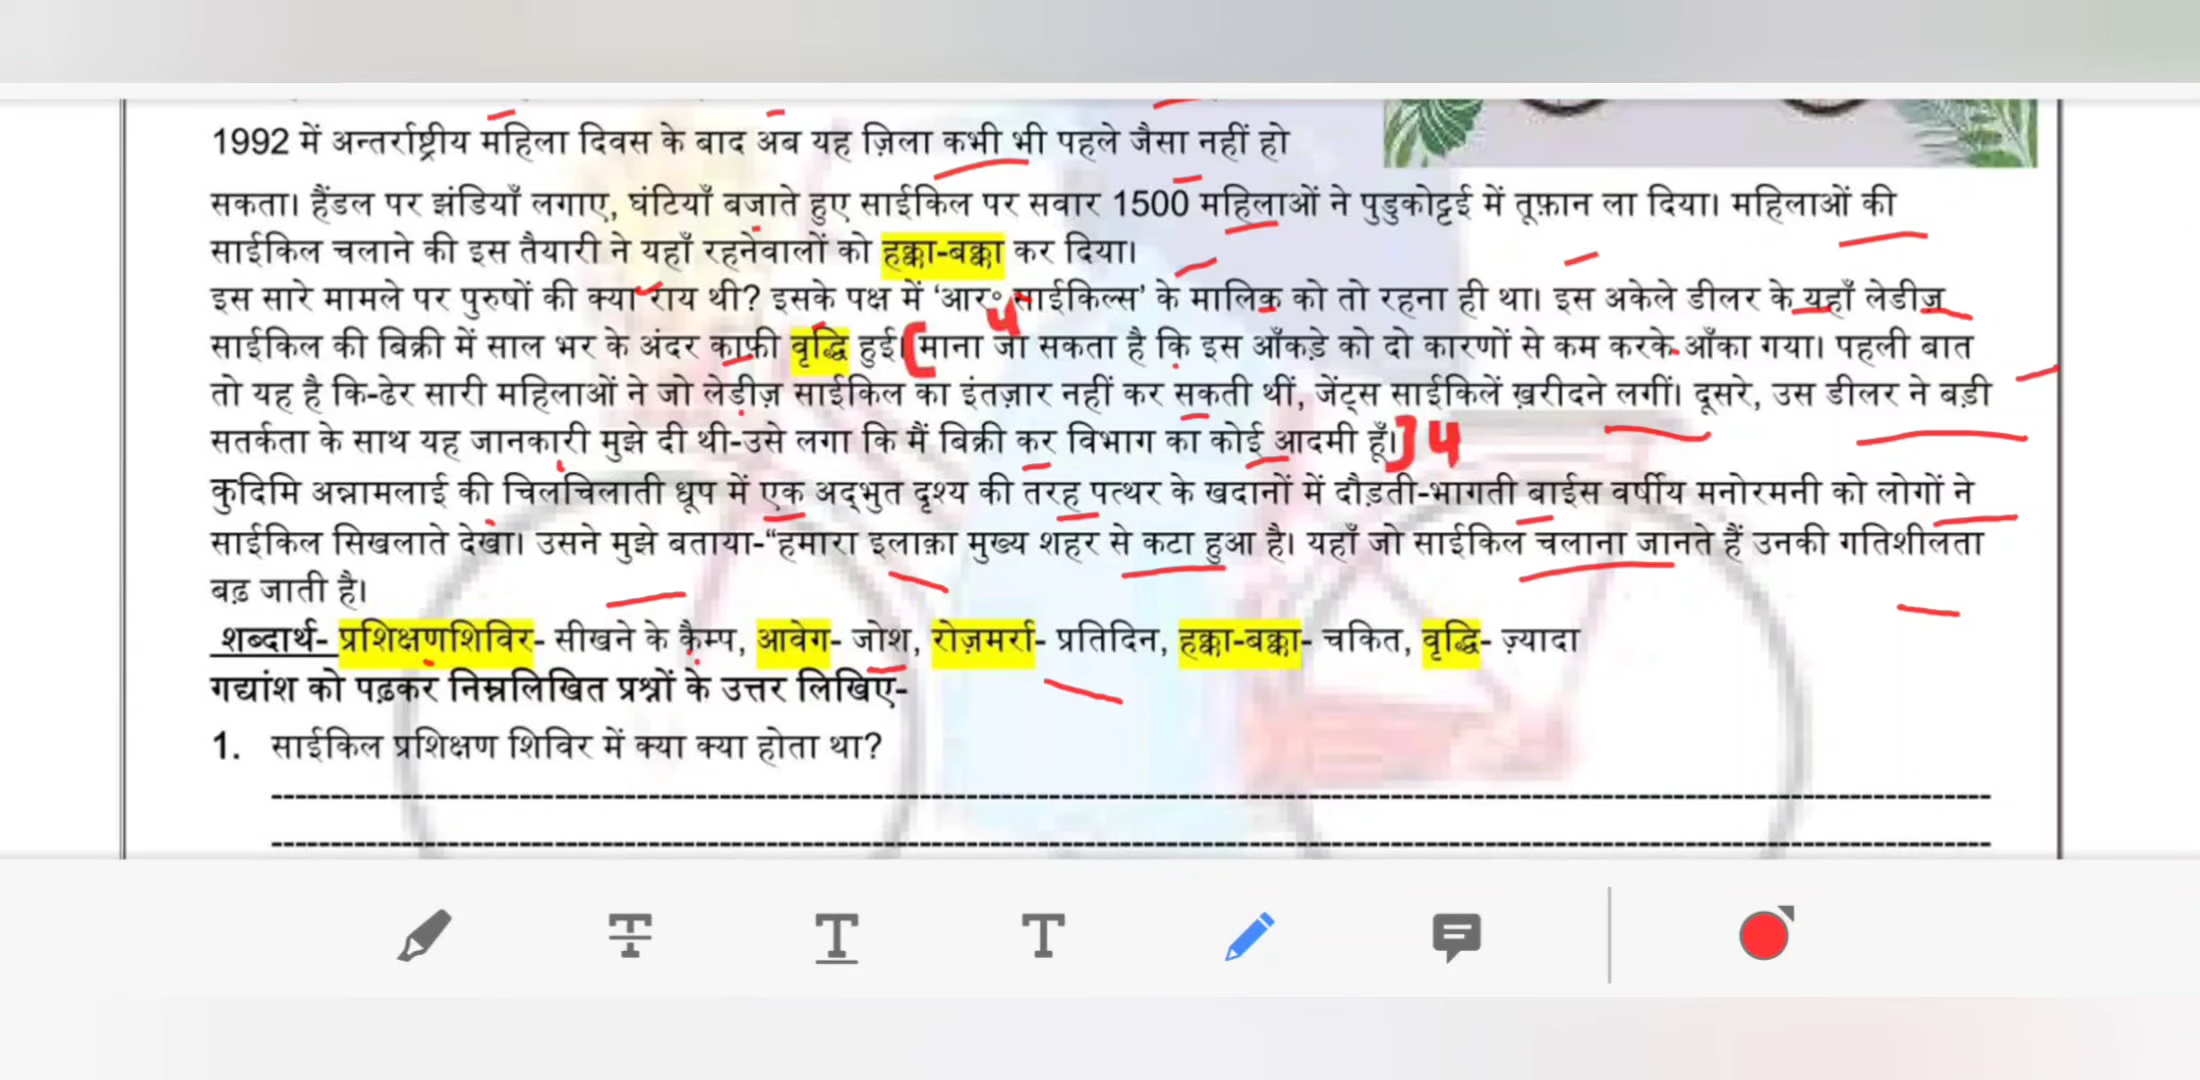 1992 में अन्तर्राष्ट्रीय महिला दिवस के बाद अब यह ज़िला कभी भी पहले जैसा नहीं हो
सकता। हैंडल पर झंडियाँ लगाए, घंटियाँ बजाते हुए साईकिल पर सवार 1500 महिलाओं ने पुडुकोट्टई में तूफ़ान ला दिया। महिलाओं की
साईकिल चलाने की इस तैयारी ने यहाँ रहनेवालों को हक्का-बक्का कर दिया।
इस सारे मामले पर पुरुषों की क्या राय थी? इसके पक्ष में ‘आर॰ साईकिल्स’ के मालिक को तो रहना ही था। इस अकेले डीलर के यहाँ लेडीज़
साईकिल की बिक्री में साल भर के अंदर काफ़ी वृद्धि हुई। [ 4 माना जा सकता है कि इस आँकड़े को दो कारणों से कम करके आँका गया। पहली बात
तो यह है कि-ढेर सारी महिलाओं ने जो लेडीज़ साईकिल का इंतज़ार नहीं कर सकती थीं, जेंट्स साईकिलें ख़रीदने लगीं। दूसरे, उस डीलर ने बड़ी
सतर्कता के साथ यह जानकारी मुझे दी थी-उसे लगा कि मैं बिक्री कर विभाग का कोई आदमी हूँ। ] 4
कुदिमि अन्नामलाई की चिलचिलाती धूप में एक अद्भुत दृश्य की तरह पत्थर के खदानों में दौड़ती-भागती बाईस वर्षीय मनोरमनी को लोगों ने
साईकिल सिखलाते देखा। उसने मुझे बताया-“हमारा इलाक़ा मुख्य शहर से कटा हुआ है। यहाँ जो साईकिल चलाना जानते हैं उनकी गतिशीलता
बढ़ जाती है।
शब्दार्थ- प्रशिक्षणशिविर- सीखने के कैम्प, आवेग- जोश, रोज़मर्रा- प्रतिदिन, हक्का-बक्का- चकित, वृद्धि- ज़्यादा
गद्यांश को पढ़कर निम्नलिखित प्रश्नों के उत्तर लिखिए-
1. साईकिल प्रशिक्षण शिविर में क्या क्या होता था?